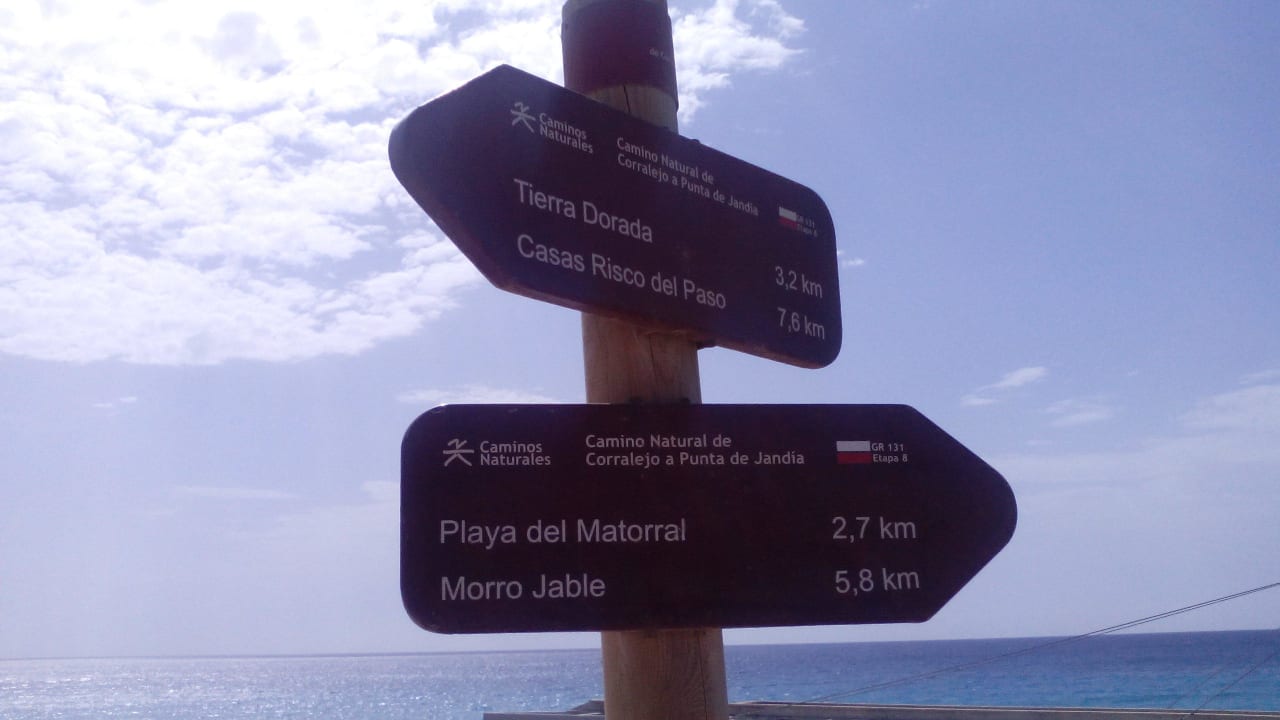 Caminos
Naturales
Camino Natural de
Corralejo a Punta de Jandía
GR 131
Etapa 8
Tierra Dorada 3,2 km
Casas Risco del Paso 7,6 km
Caminos
Naturales
Camino Natural de
Corralejo a Punta de Jandía
GR 131
Etapa 8
Playa del Matorral 2,7 km
Morro Jable 5,8 km